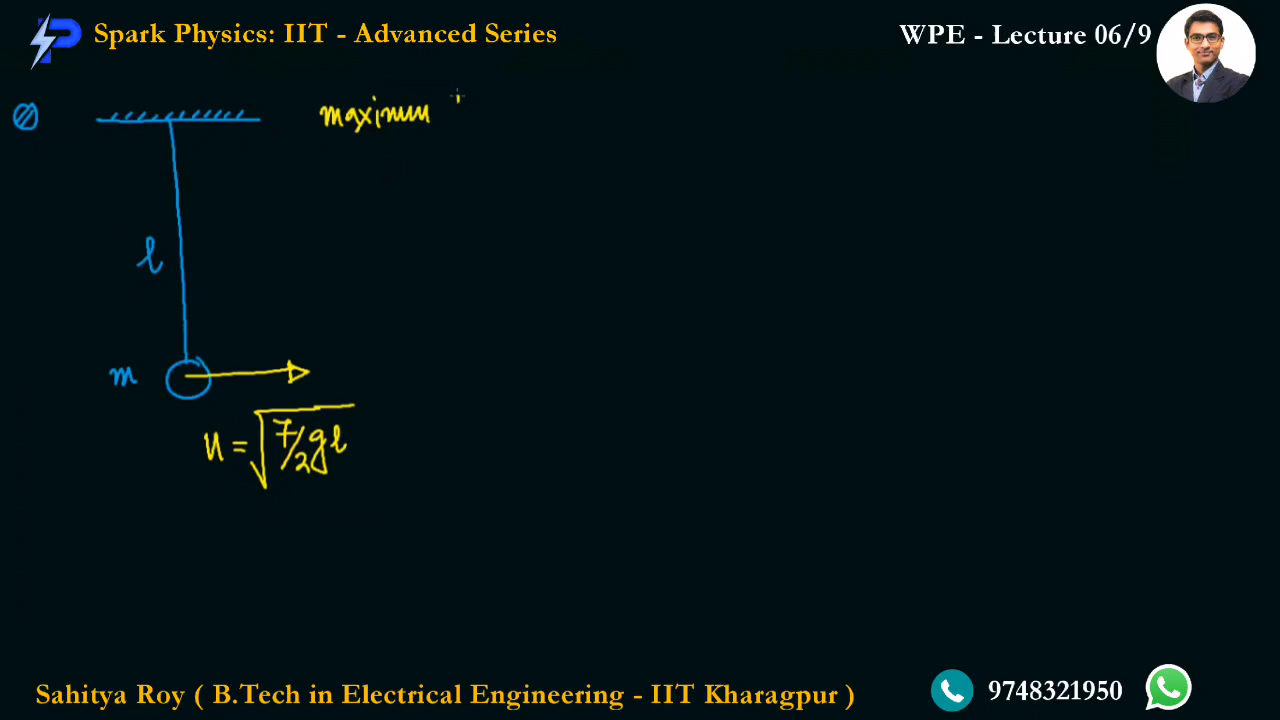 Spark Physics: IIT - Advanced Series
WPE - Lecture 06/9
maximum
l
m
u = √7/2gl
Sahitya Roy ( B.Tech in Electrical Engineering - IIT Kharagpur )
9748321950